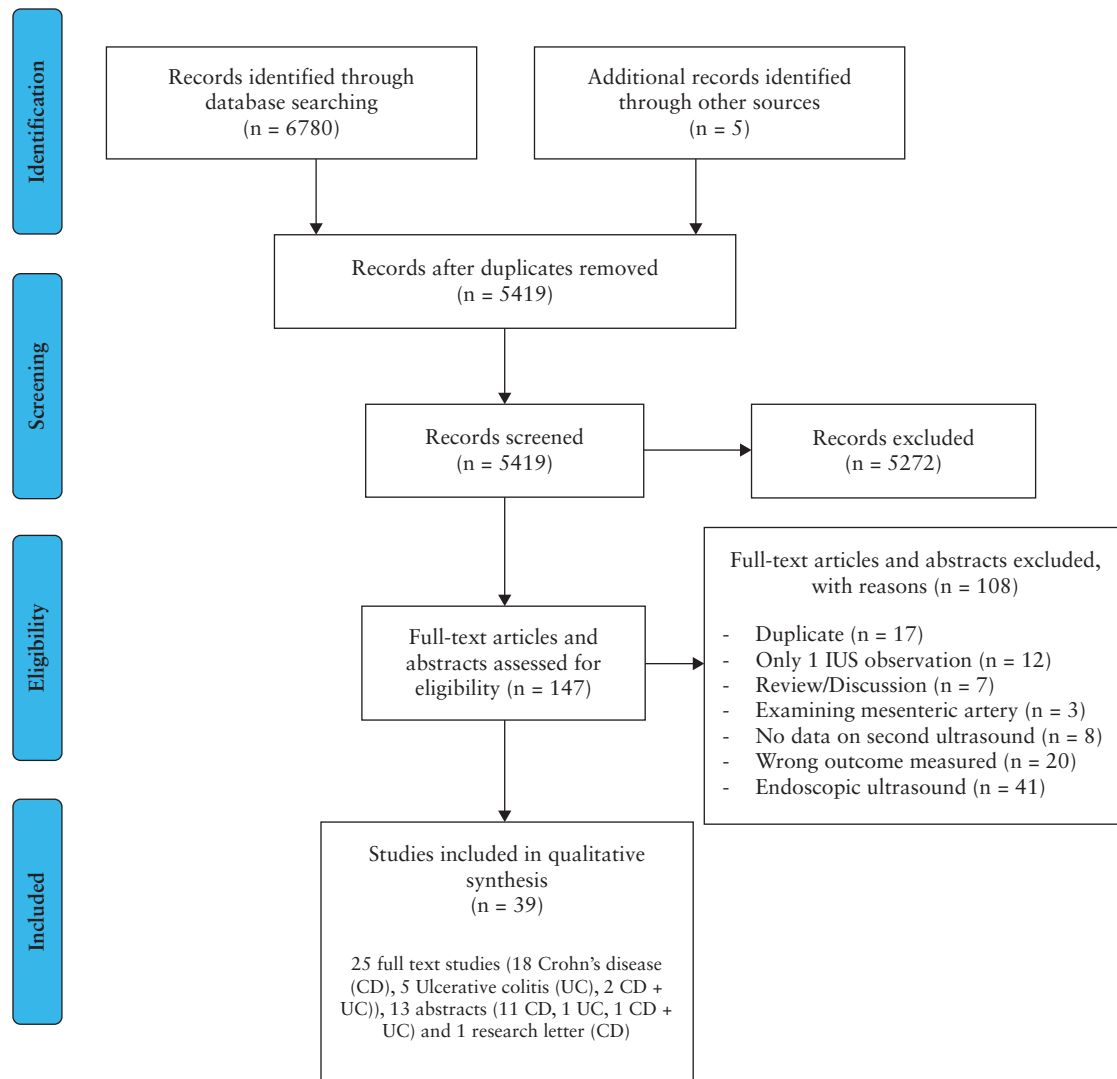 Identification
Records identified through
database searching
(n = 6780)
Additional records identified
through other sources
(n = 5)
Records after duplicates removed
(n = 5419)
Screening
Records screened
(n = 5419)
Records excluded
(n = 5272)
Eligibility
Full-text articles and
abstracts assessed for
eligibility (n = 147)
Full-text articles and abstracts excluded,
with reasons (n = 108)
- Duplicate (n = 17)
- Only 1 IUS observation (n = 12)
- Review/Discussion (n = 7)
- Examining mesenteric artery (n = 3)
- No data on second ultrasound (n = 8)
- Wrong outcome measured (n = 20)
- Endoscopic ultrasound (n = 41)
Included
Studies included in qualitative
synthesis
(n = 39)
25 full text studies (18 Crohn's disease
(CD), 5 Ulcerative colitis (UC), 2 CD +
UC)), 13 abstracts (11 CD, 1 UC, 1 CD +
UC) and 1 research letter (CD)